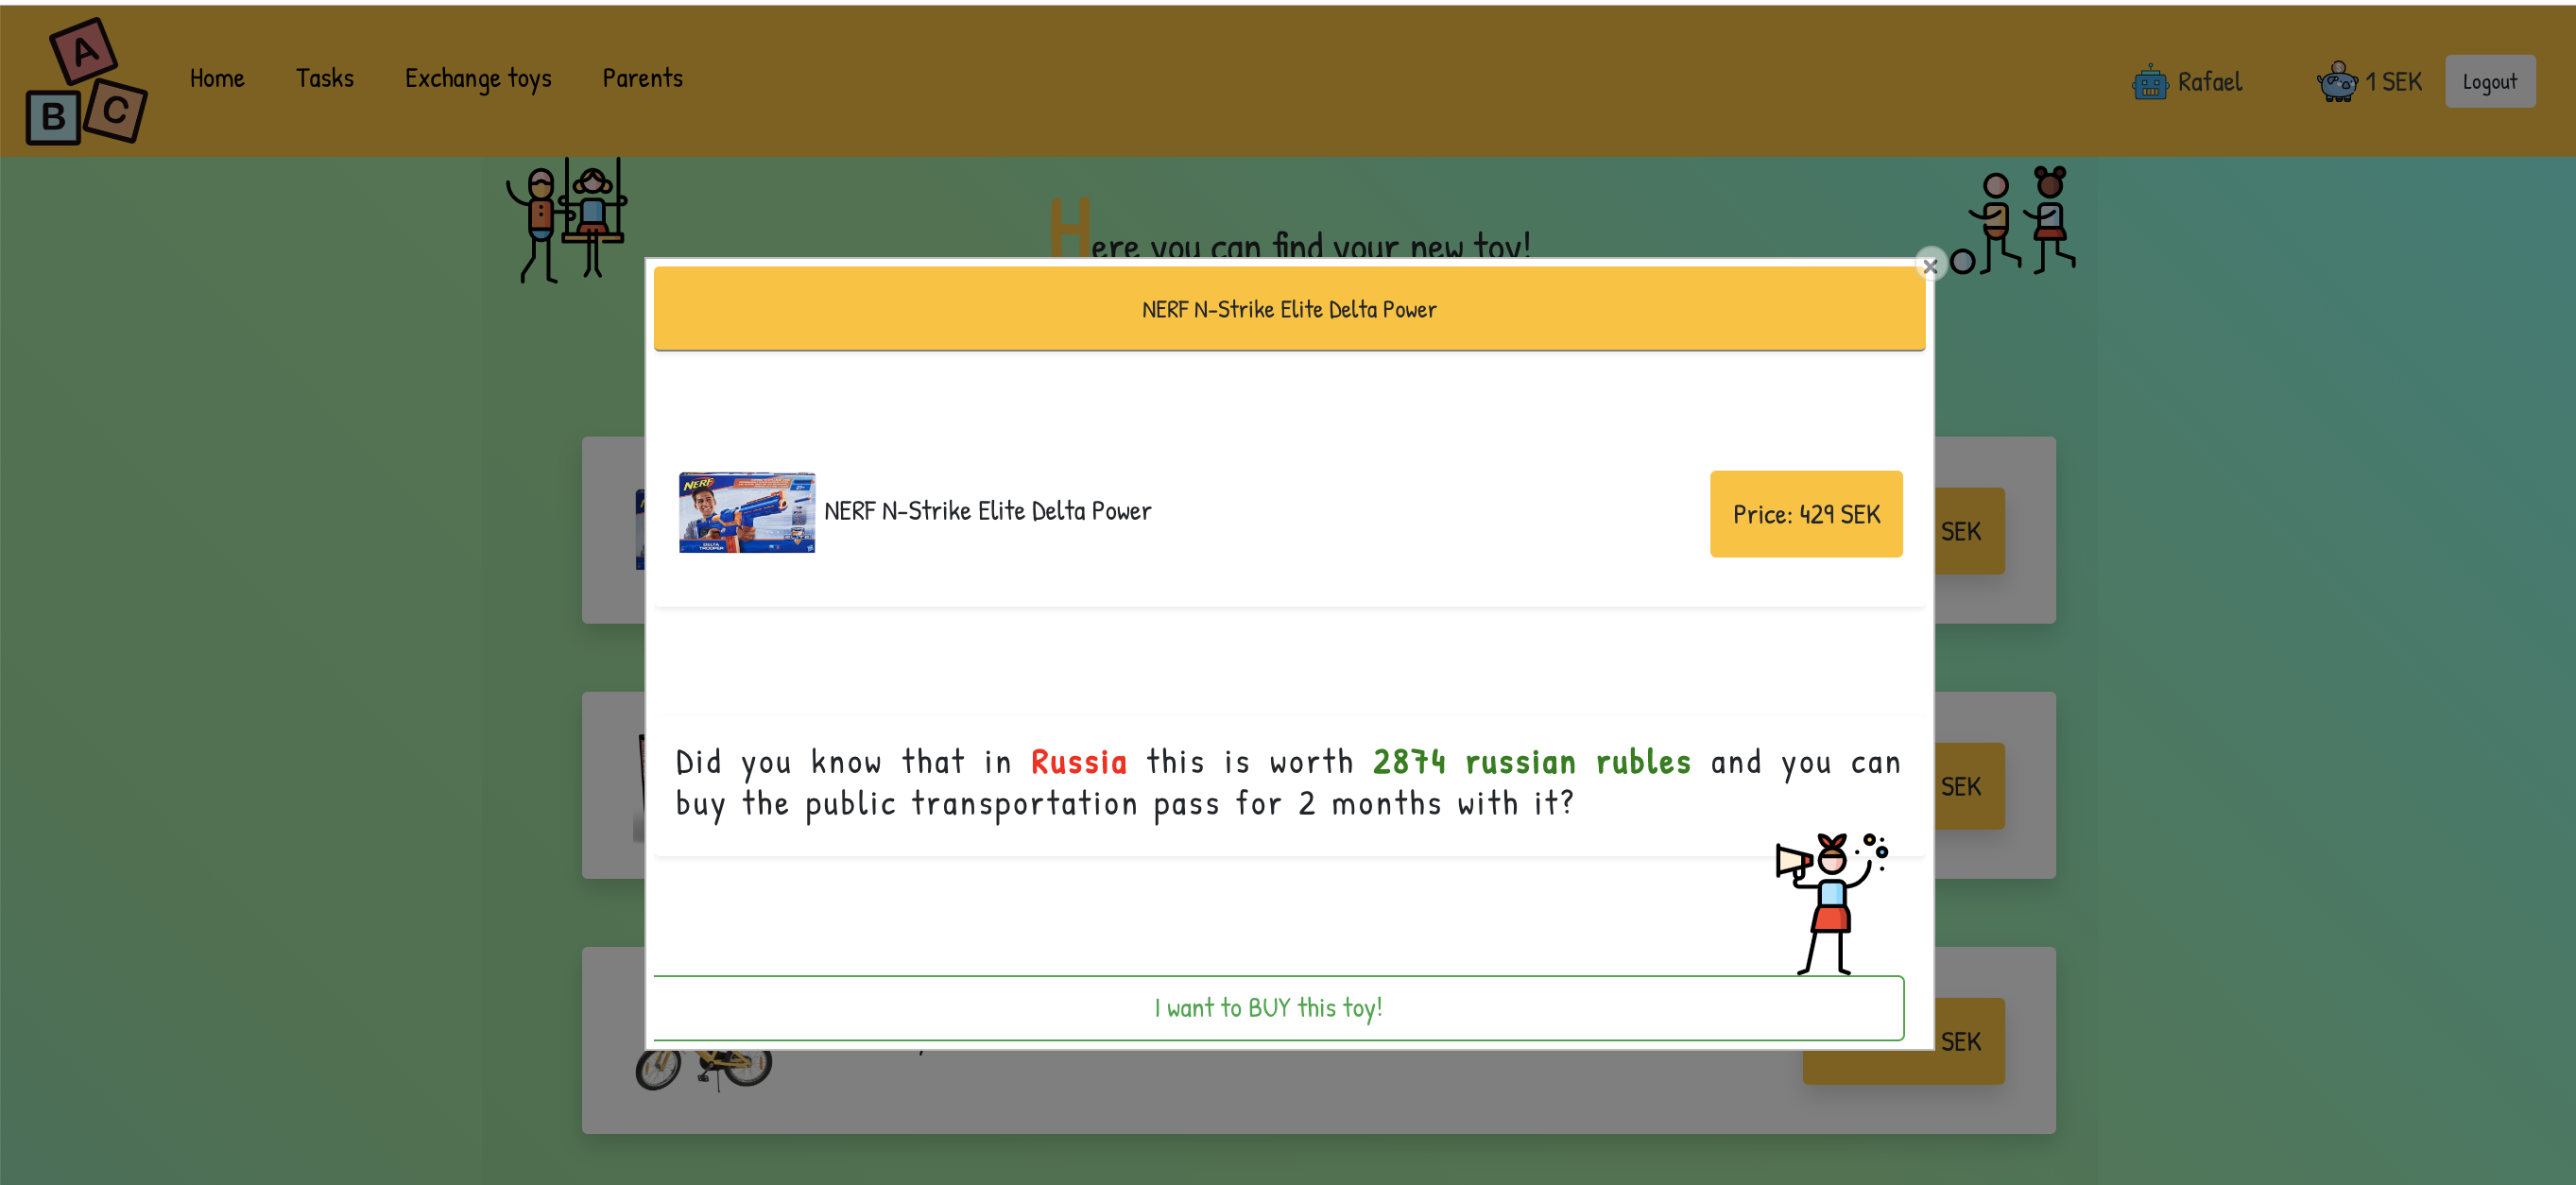 A
B C
Home Tasks Exchange toys Parents Rafael 1 SEK Logout
Here you can find your new toy!
NERF N-Strike Elite Delta Power
NERF
DELTA
TROOPER
NERF N-Strike Elite Delta Power
Price: 429 SEK
SEK
Did you know that in Russia this is worth 2874 russian rubles and you can
buy the public transportation pass for 2 months with it?
SEK
I want to BUY this toy!
SEK